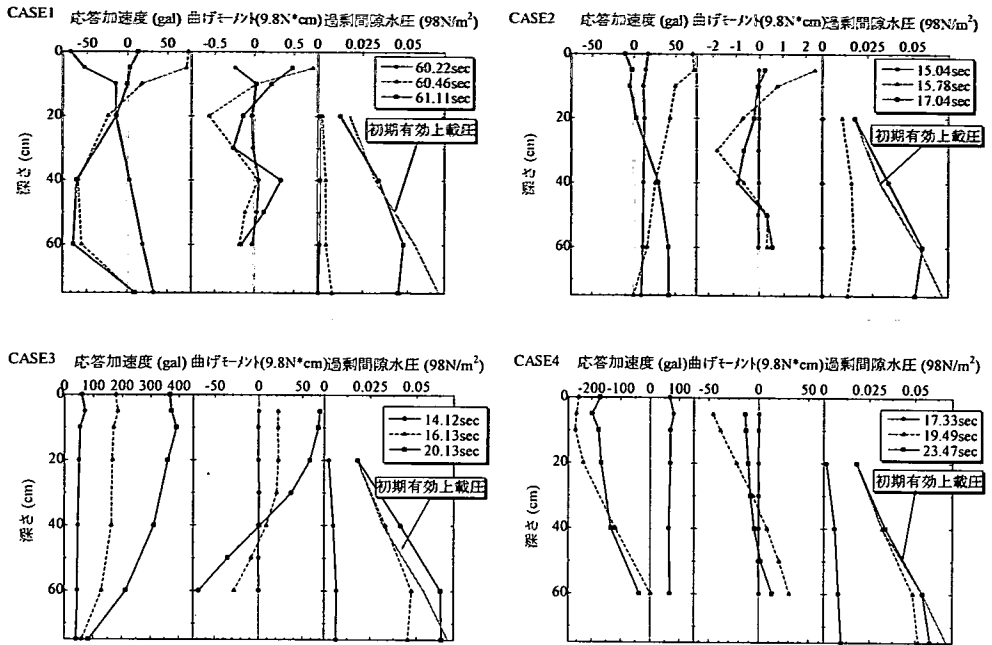 CASE1 応答加速度 (gal) 曲げモーメント(9.8N*cm)過剰間隙水圧 (98N/m²)
-50 0 50 -0.5 0 0.5 0 0.025 0.05
0
20
40
60
深さ (cm)
60.22sec
60.46sec
61.11sec
初期有効上載圧
CASE2 応答加速度 (gal) 曲げモーメント(9.8N*cm)過剰間隙水圧 (98N/m²)
0 50 -2 -1 0 1 2 0 0.025 0.05
0
20
40
60
深さ (cm)
15.04sec
15.78sec
17.04sec
初期有効上載圧
CASE3 応答加速度 (gal) 曲げモーメント(9.8N*cm)過剰間隙水圧 (98N/m²)
0 100 200 300 400 -50 0 50 0 0.025 0.05
0
20
40
60
深さ (cm)
14.12sec
16.13sec
20.13sec
初期有効上載圧
CASE4 応答加速度 (gal)曲げモーメント(9.8N*cm)過剰間隙水圧 (98N/m²)
-200 -100 0 100 -50 0 50 0 0.025 0.05
0
20
40
60
深さ (cm)
17.33sec
19.49sec
23.47sec
初期有効上載圧